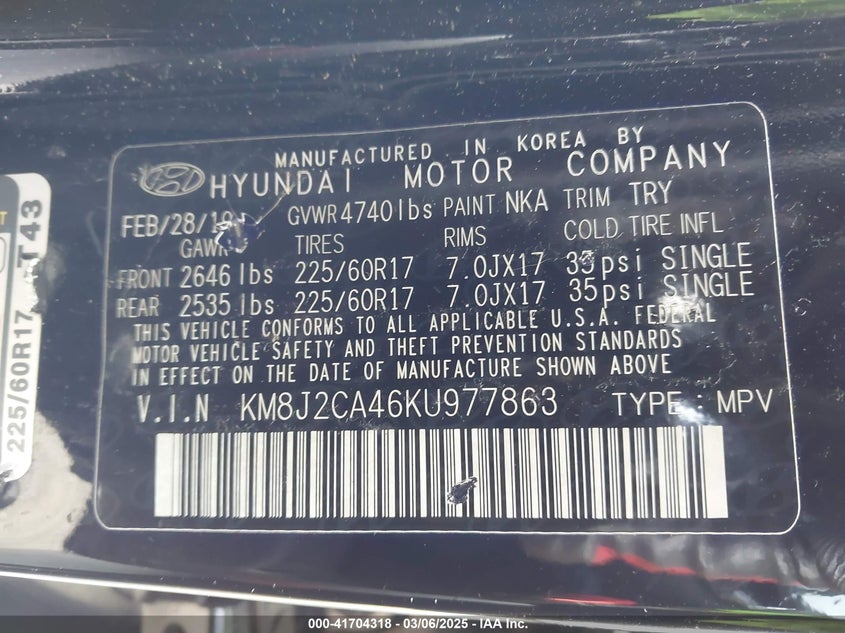 MANUFACTURED IN KOREA BY
HYUNDAI MOTOR COMPANY
GVWR 4740 lbs PAINT NKA TRIM TRY
GAWR TIRES RIMS COLD TIRE INFL
FRONT 2646 lbs 225/60R17 7.0JX17 35psi SINGLE
REAR 2535 lbs 225/60R17 7.0JX17 35psi SINGLE
THIS VEHICLE CONFORMS TO ALL APPLICABLE U.S.A. FEDERAL
MOTOR VEHICLE SAFETY AND THEFT PREVENTION STANDARDS
IN EFFECT ON THE DATE OF MANUFACTURE SHOWN ABOVE
V.I.N KM8J2CA46KU977863 TYPE : MPV
225/60R17
000-41704318 - 03/06/2025 - IAA Inc.